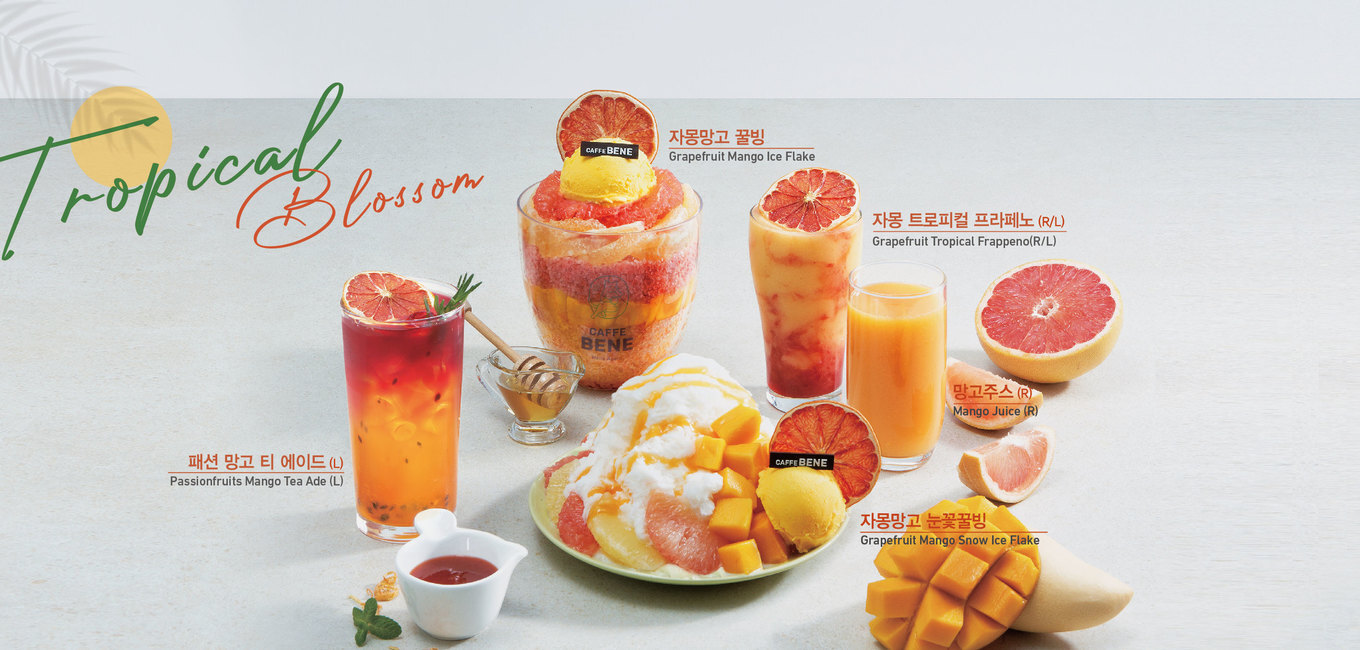 Tropical
Blossom
CAFFE BENE
자몽망고 꿀빙
Grapefruit Mango Ice Flake
자몽 트로피컬 프라페노 (R/L)
Grapefruit Tropical Frappeno(R/L)
CAFFE
BENE
망고주스 (R)
Mango Juice (R)
패션 망고 티 에이드 (L)
Passionfruits Mango Tea Ade (L)
CAFFE BENE
자몽망고 눈꽃꿀빙
Grapefruit Mango Snow Ice Flake